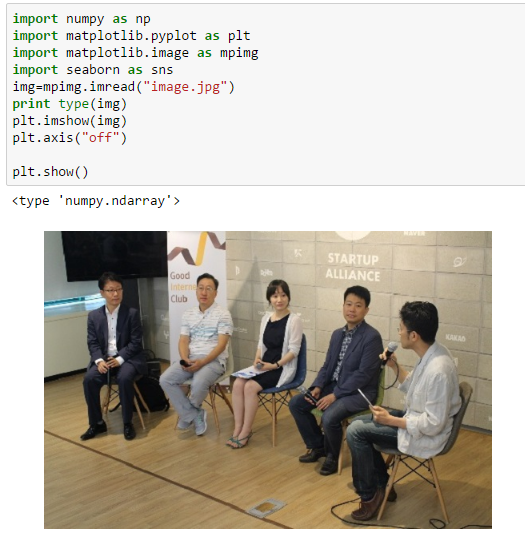 import numpy as np
import matplotlib.pyplot as plt
import matplotlib.image as mpimg
import seaborn as sns
img=mpimg.imread("image.jpg")
print type(img)
plt.imshow(img)
plt.axis("off")
plt.show()
<type 'numpy.ndarray'>
Good
Club
STARTUP
ALLIANCE
NAVER
KAKAO